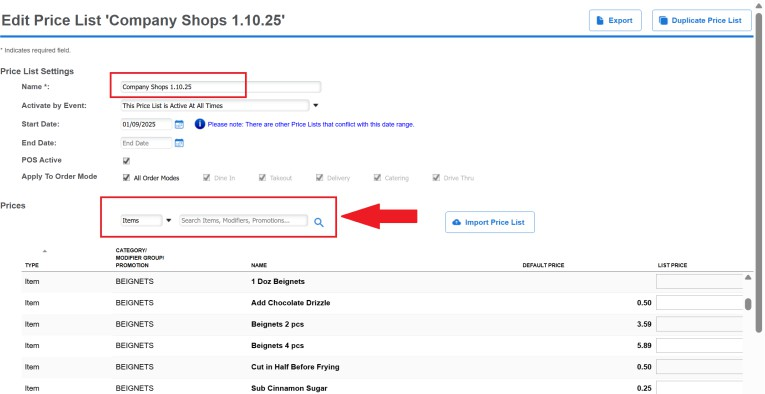 Edit Price List 'Company Shops 1.10.25'
Export
Duplicate Price List
* Indicates required field.
Price List Settings
Name *: Company Shops 1.10.25
Activate by Event: This Price List is Active At All Times
Start Date: 01/09/2025 Please note: There are other Price Lists that conflict with this date range.
End Date: End Date
POS Active
Apply To Order Mode All Order Modes Dine In Takeout Delivery Catering Drive Thru
Prices
Items Search Items, Modifiers, Promotions... Import Price List
TYPE CATEGORY/ MODIFIER GROUP/ PROMOTION NAME DEFAULT PRICE LIST PRICE
Item BEIGNETS 1 Doz Beignets
Item BEIGNETS Add Chocolate Drizzle 0.50
Item BEIGNETS Beignets 2 pcs 3.59
Item BEIGNETS Beignets 4 pcs 5.89
Item BEIGNETS Cut in Half Before Frying 0.50
Item BEIGNETS Sub Cinnamon Sugar 0.25